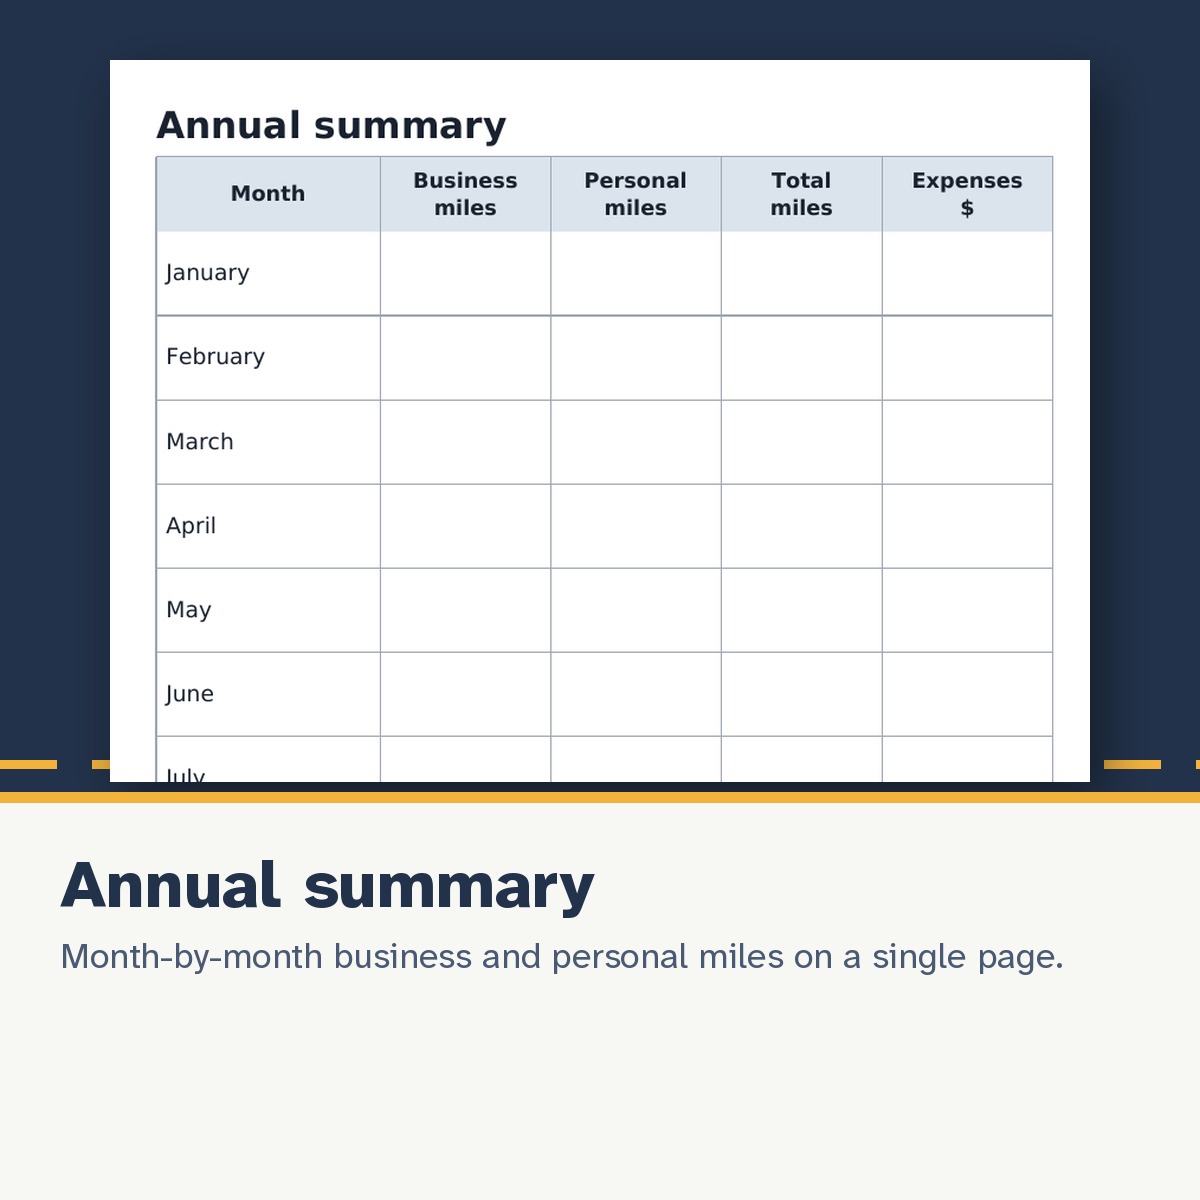 Annual summary
Month
Business
miles
Personal
miles
Total
miles
Expenses
$
January
February
March
April
May
June
July
Annual summary
Month-by-month business and personal miles on a single page.